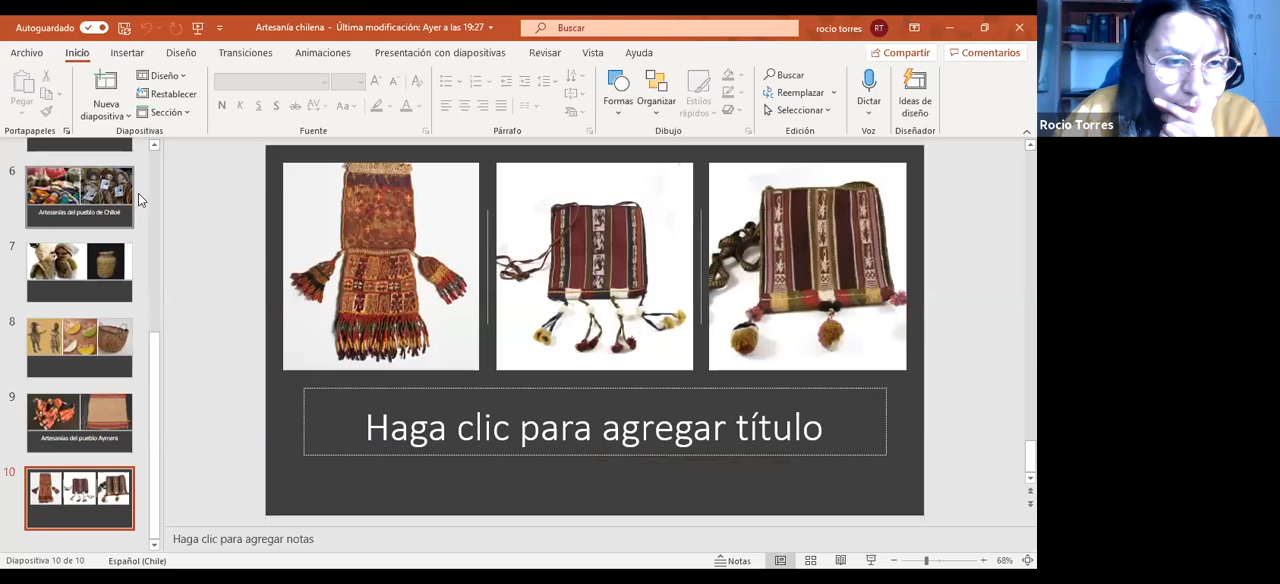 Autoguardado
Artesanía chilena - Última modificación: Ayer a las 19:27
Buscar
rocio torres
RT
Archivo Inicio Insertar Diseño Transiciones Animaciones Presentación con diapositivas Revisar Vista Ayuda
Compartir Comentarios
Pegar
Nueva diapositiva
Diseño
Restablecer
Sección
N K S S ab AV Aa A
Formas Organizar Estilos rápidos
Buscar
Reemplazar
Seleccionar
Dictar
Ideas de diseño
Portapapeles Diapositivas Fuente Párrafo Dibujo Edición Voz Diseñador
Rocio Torres
6
Artesanías del pueblo de Chiloé
7
8
9
Artesanías del pueblo Aymara
10
Haga clic para agregar título
Haga clic para agregar notas
Diapositiva 10 de 10 Español (Chile) Notas 68%